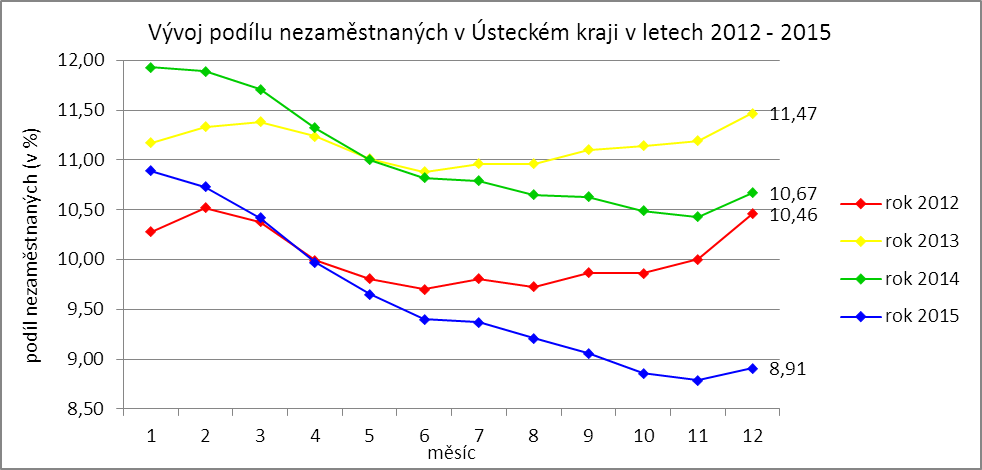 Vývoj podílu nezaměstnaných v Ústeckém kraji v letech 2012 - 2015
podíl nezaměstnaných (v %)
12,00
11,50
11,00
10,50
10,00
9,50
9,00
8,50
11,47
10,67
10,46
8,91
1 2 3 4 5 6 7 8 9 10 11 12
měsíc
rok 2012
rok 2013
rok 2014
rok 2015